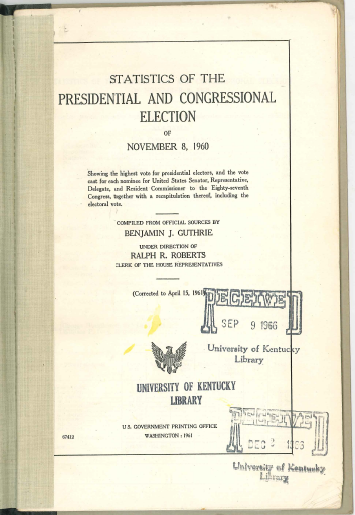 STATISTICS OF THE
PRESIDENTIAL AND CONGRESSIONAL
ELECTION
OF
NOVEMBER 8, 1960
Showing the highest vote for presidential electors, and the vote
cast for each nominee for United States Senator, Representative,
Delegate, and Resident Commissioner to the Eighty-seventh
Congress, together with a recapitulation thereof, including the
electoral vote.
COMPILED FROM OFFICIAL SOURCES BY
BENJAMIN J. GUTHRIE
UNDER DIRECTION OF
RALPH R. ROBERTS
CLERK OF THE HOUSE REPRESENTATIVES
(Corrected to April 15, 1961)
RECEIVED
SEP 9 1966
University of Kentucky
Library
UNIVERSITY OF KENTUCKY
LIBRARY
RECEIVED
DEC
University of Kentucky
Library
U.S. GOVERNMENT PRINTING OFFICE
WASHINGTON : 1961
67412